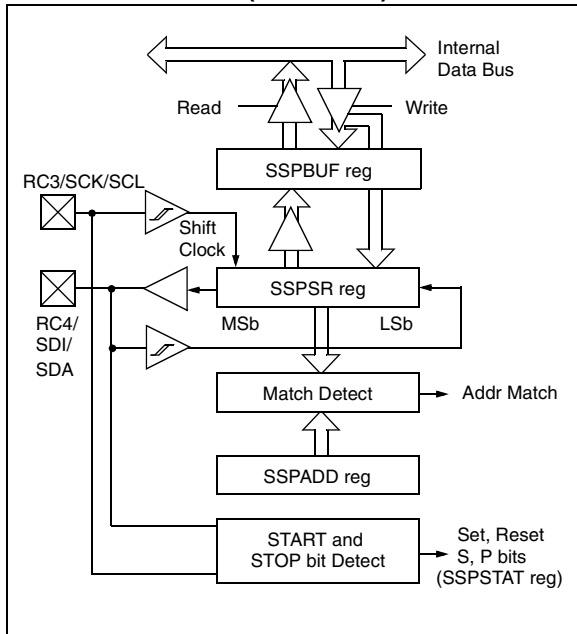 Internal
Data Bus
Read
Write
SSPBUF reg
RC3/SCK/SCL
Shift
Clock
SSPSR reg
MSb
LSb
RC4/
SDI/
SDA
Match Detect
Addr Match
SSPADD reg
START and
STOP bit Detect
Set, Reset
S, P bits
(SSPSTAT reg)